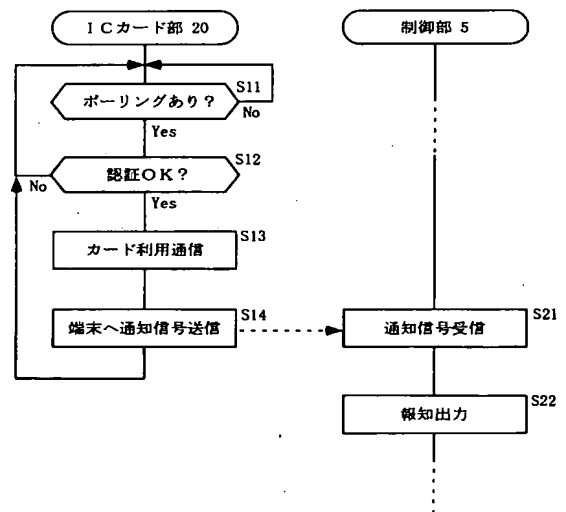 ICカード部 20
制御部 5
S11
ポーリングあり?
No
Yes
S12
認証OK?
No
Yes
S13
カード利用通信
S14
端末へ通知信号送信
S21
通知信号受信
S22
報知出力